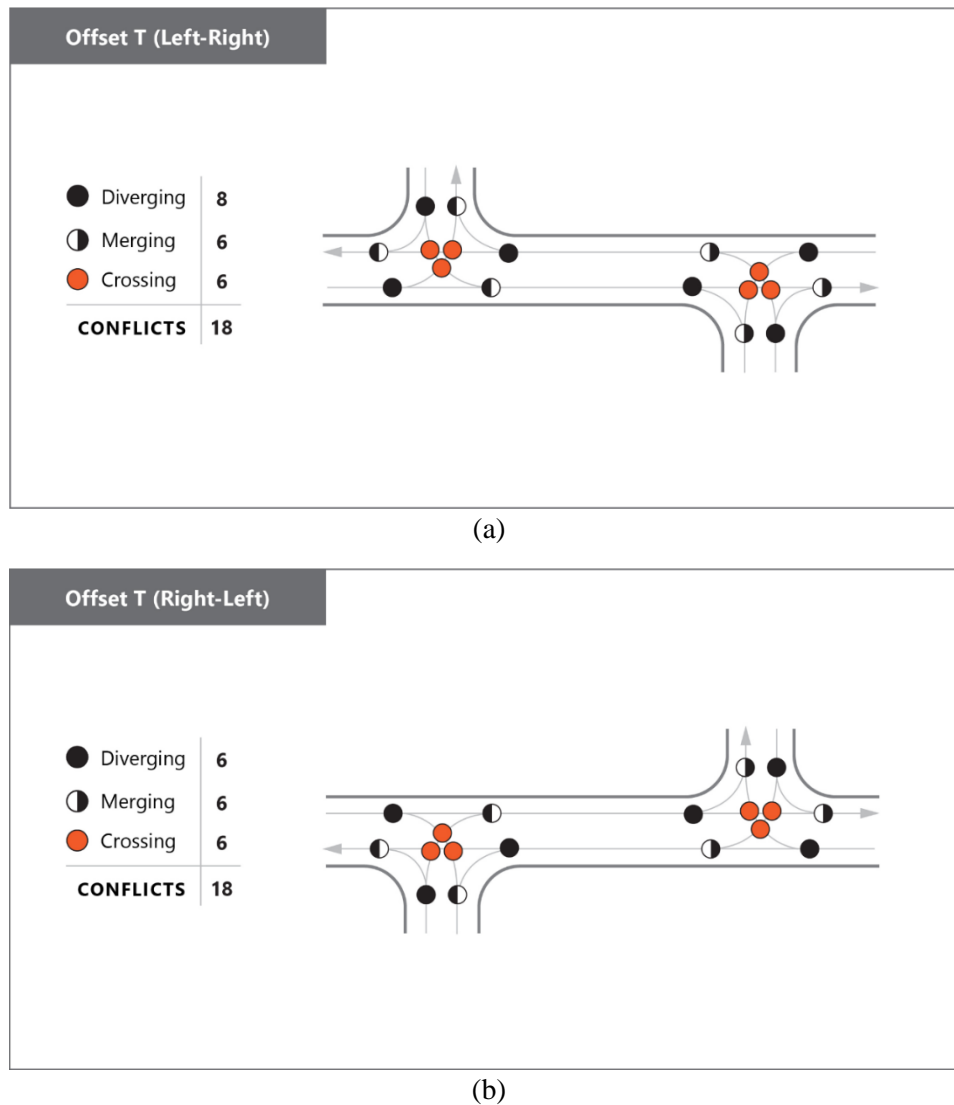 Offset T (Left-Right)
Diverging 8
Merging 6
Crossing 6
CONFLICTS 18
(a)
Offset T (Right-Left)
Diverging 6
Merging 6
Crossing 6
CONFLICTS 18
(b)